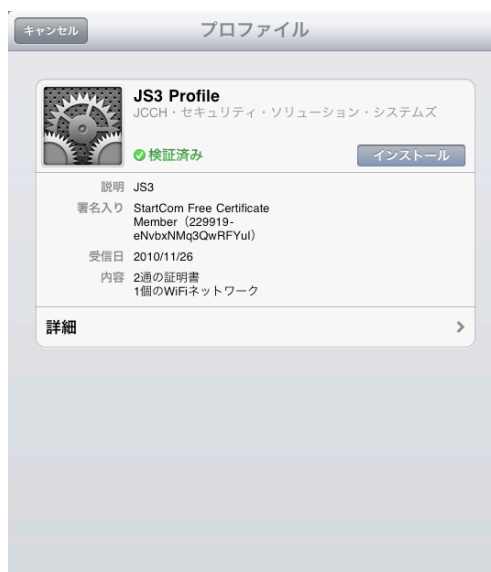 キャンセル
プロファイル
JS3 Profile
JCCH・セキュリティ・ソリューション・システムズ
検証済み
インストール
説明 JS3
署名入り StartCom Free Certificate
Member（229919-
eNvbxNMq3QwRFYuI）
受信日 2010/11/26
内容 2通の証明書
1個のWiFiネットワーク
詳細